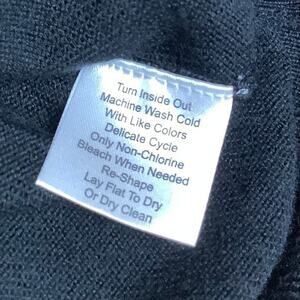 Turn Inside Out
Machine Wash Cold
With Like Colors
Delicate Cycle
Only Non-Chlorine
Bleach When Needed
Re-Shape
Lay Flat To Dry
Or Dry Clean